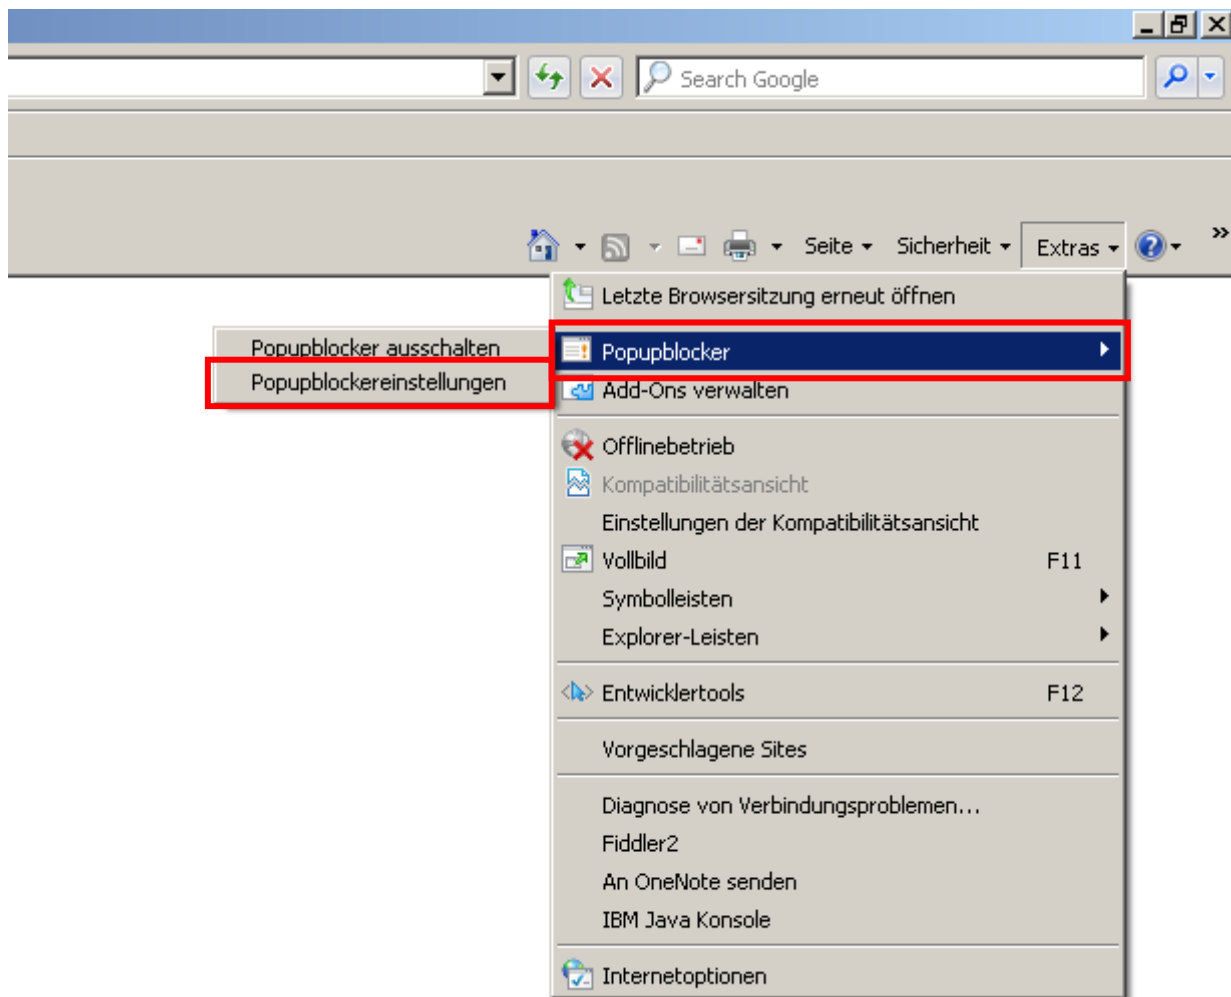 Search Google
Seite
Sicherheit
Extras
»
Letzte Browsersitzung erneut öffnen
Popupblocker ausschalten
Popupblocker
Popupblockereinstellungen
Add-Ons verwalten
Offlinebetrieb
Kompatibilitätsansicht
Einstellungen der Kompatibilitätsansicht
Vollbild F11
Symbolleisten
Explorer-Leisten
Entwicklertools F12
Vorgeschlagene Sites
Diagnose von Verbindungsproblemen...
Fiddler2
An OneNote senden
IBM Java Konsole
Internetoptionen